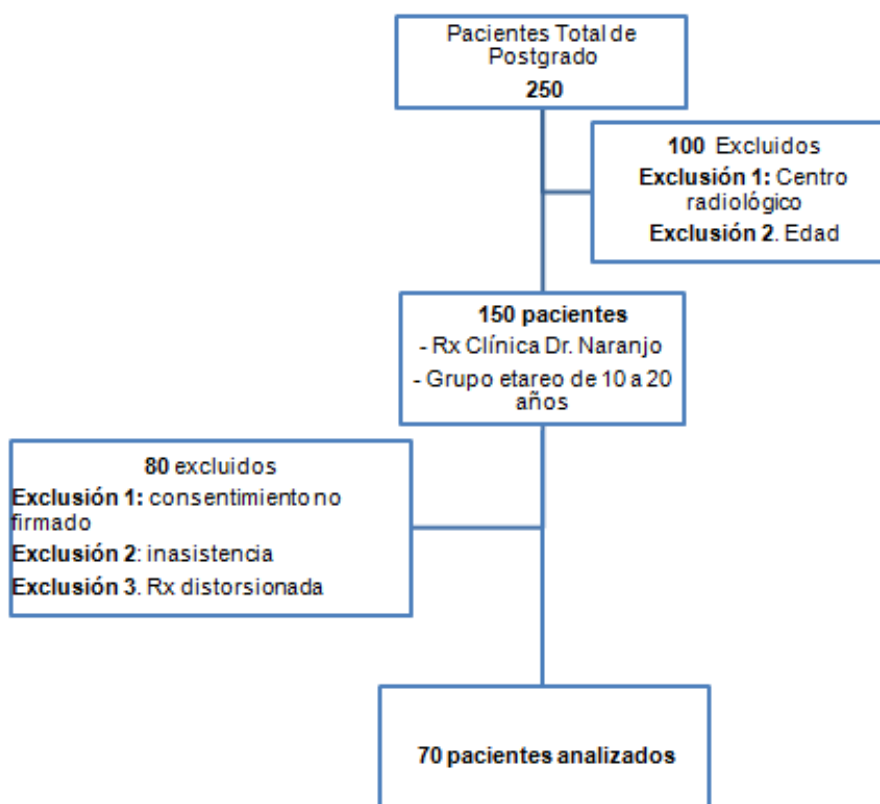 Pacientes Total de
Postgrado
250
100 Excluidos
Exclusión 1: Centro
radiológico
Exclusión 2. Edad
150 pacientes
- Rx Clínica Dr. Naranjo
- Grupo etareo de 10 a 20
años
80 excluidos
Exclusión 1: consentimiento no
firmado
Exclusión 2: inasistencia
Exclusión 3. Rx distorsionada
70 pacientes analizados